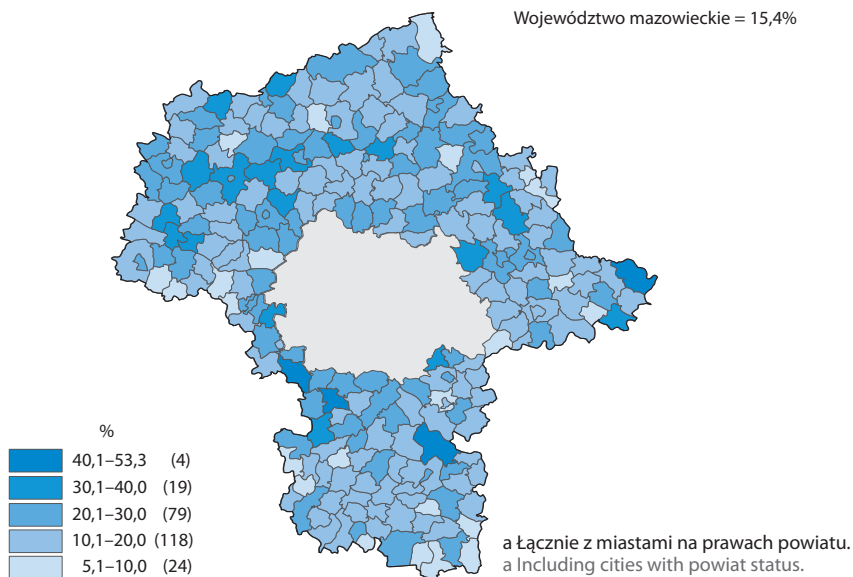 Województwo mazowieckie = 15,4%
%
40,1–53,3 (4)
30,1–40,0 (19)
20,1–30,0 (79)
10,1–20,0 (118)
5,1–10,0 (24)
a Łącznie z miastami na prawach powiatu.
a Including cities with powiat status.